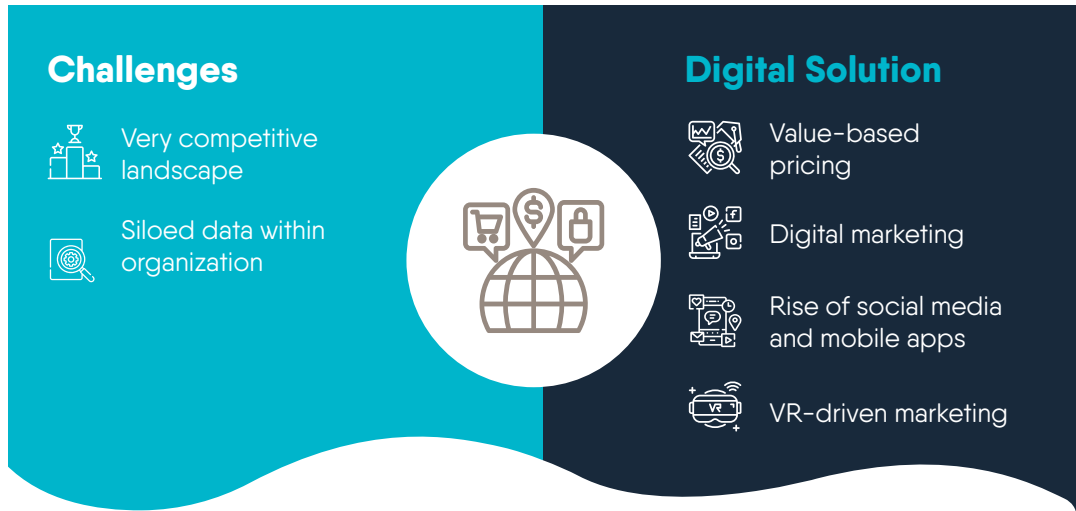 Challenges
Very competitive
landscape
Siloed data within
organization
Digital Solution
Value-based
pricing
Digital marketing
Rise of social media
and mobile apps
VR
VR-driven marketing